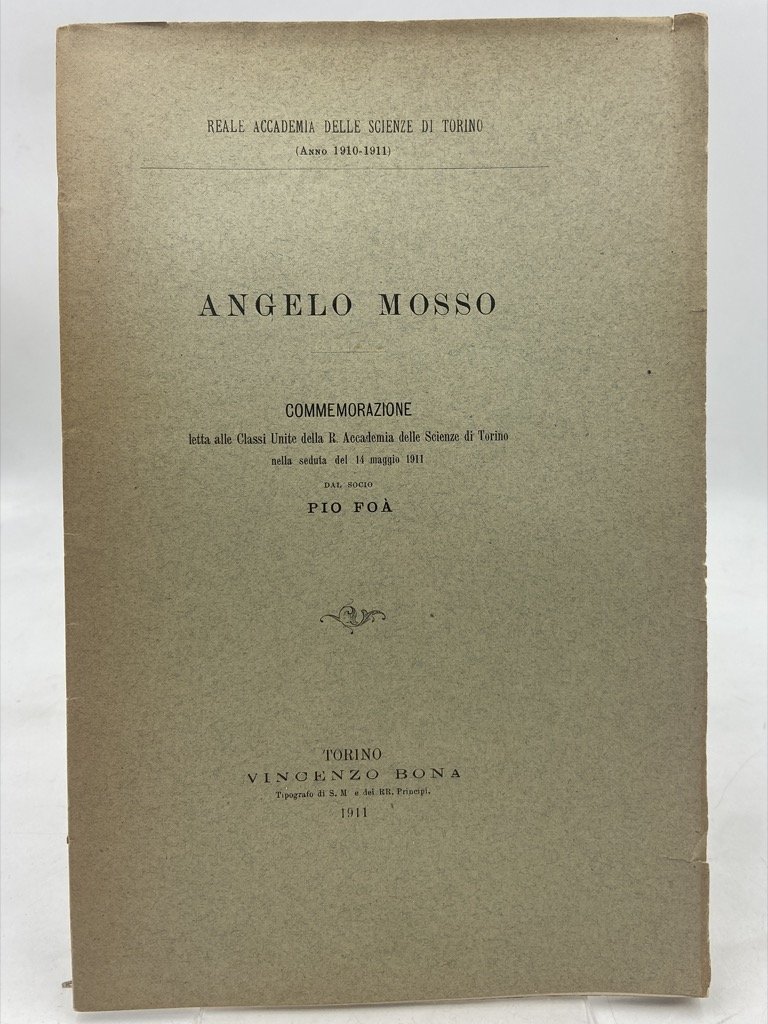 REALE ACCADEMIA DELLE SCIENZE DI TORINO
(ANNO 1910-1911)
ANGELO MOSSO
COMMEMORAZIONE
letta alle Classi Unite della R. Accademia delle Scienze di Torino
nella seduta del 14 maggio 1911
DAL SOCIO
PIO FOÀ
TORINO
VINCENZO BONA
Tipografo di S. M e dei RR. Principi.
1911